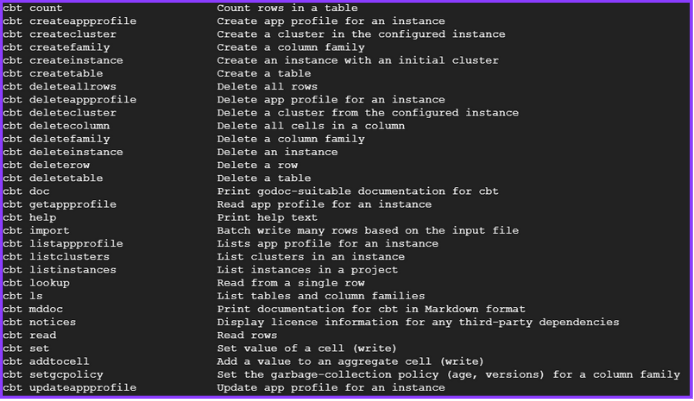 cbt count Count rows in a table
cbt createappprofile Create app profile for an instance
cbt createcluster Create a cluster in the configured instance
cbt createfamily Create a column family
cbt createinstance Create an instance with an initial cluster
cbt createtable Create a table
cbt deleteallrows Delete all rows
cbt deleteappprofile Delete app profile for an instance
cbt deletecluster Delete a cluster from the configured instance
cbt deletecolumn Delete all cells in a column
cbt deletefamily Delete a column family
cbt deleteinstance Delete an instance
cbt deleterow Delete a row
cbt deletetable Delete a table
cbt doc Print godoc-suitable documentation for cbt
cbt getappprofile Read app profile for an instance
cbt help Print help text
cbt import Batch write many rows based on the input file
cbt listappprofile Lists app profile for an instance
cbt listclusters List clusters in an instance
cbt listinstances List instances in a project
cbt lookup Read from a single row
cbt ls List tables and column families
cbt mddoc Print documentation for cbt in Markdown format
cbt notices Display licence information for any third-party dependencies
cbt read Read rows
cbt set Set value of a cell (write)
cbt addtocell Add a value to an aggregate cell (write)
cbt setgcpolicy Set the garbage-collection policy (age, versions) for a column family
cbt updateappprofile Update app profile for an instance